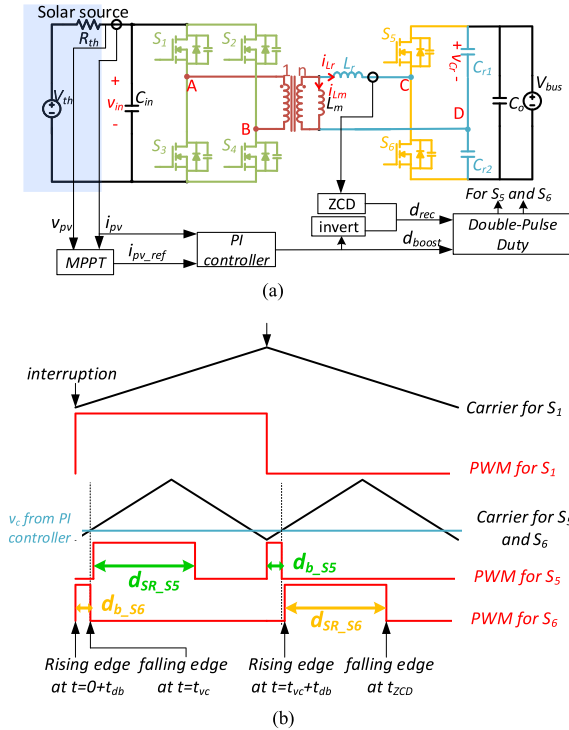 Solar source
R_th
V_th
+
v_in
-
C_in
S_1
S_2
S_3
S_4
A
B
1:n
i_Lr
L_r
i_Lm
L_m
C
D
S_5
S_6
+
V_Cr
-
C_r1
C_r2
C_o
V_bus
For S_5 and S_6
v_pv
i_pv
MPPT
i_pv_ref
PI
controller
ZCD
invert
d_rec
d_boost
Double-Pulse
Duty
(a)
interruption
Carrier for S_1
PWM for S_1
v_c from PI
controller
Carrier for S_5
and S_6
d_SR_S5
d_b_S5
PWM for S_5
d_b_S6
d_SR_S6
PWM for S_6
Rising edge
at t=0+t_db
falling edge
at t=t_vc
Rising edge
at t=t_vc+t_db
falling edge
at t_ZCD
(b)